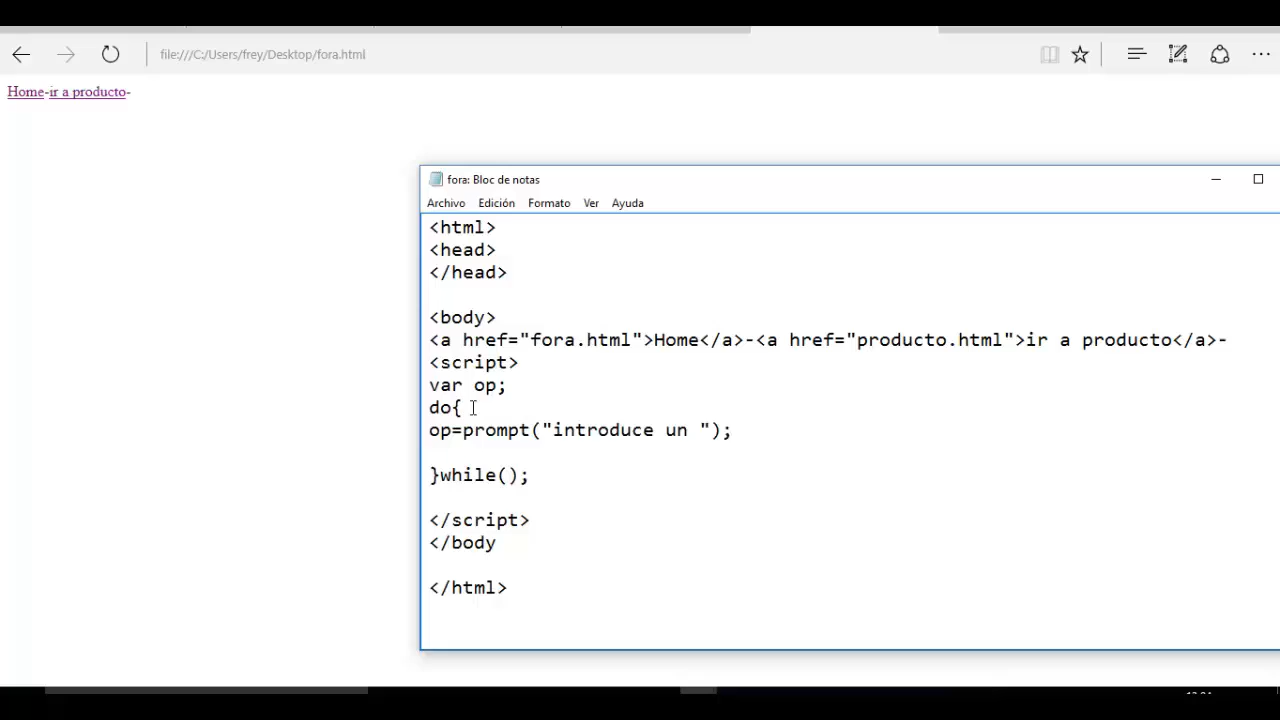 file:///C:/Users/frey/Desktop/fora.html
Home-ir a producto-
fora: Bloc de notas
Archivo Edición Formato Ver Ayuda
<html>
<head>
</head>
<body>
<a href="fora.html">Home</a>-<a href="producto.html">ir a producto</a>-
<script>
var op;
do{
op=prompt("introduce un ");
}while();
</script>
</body
</html>